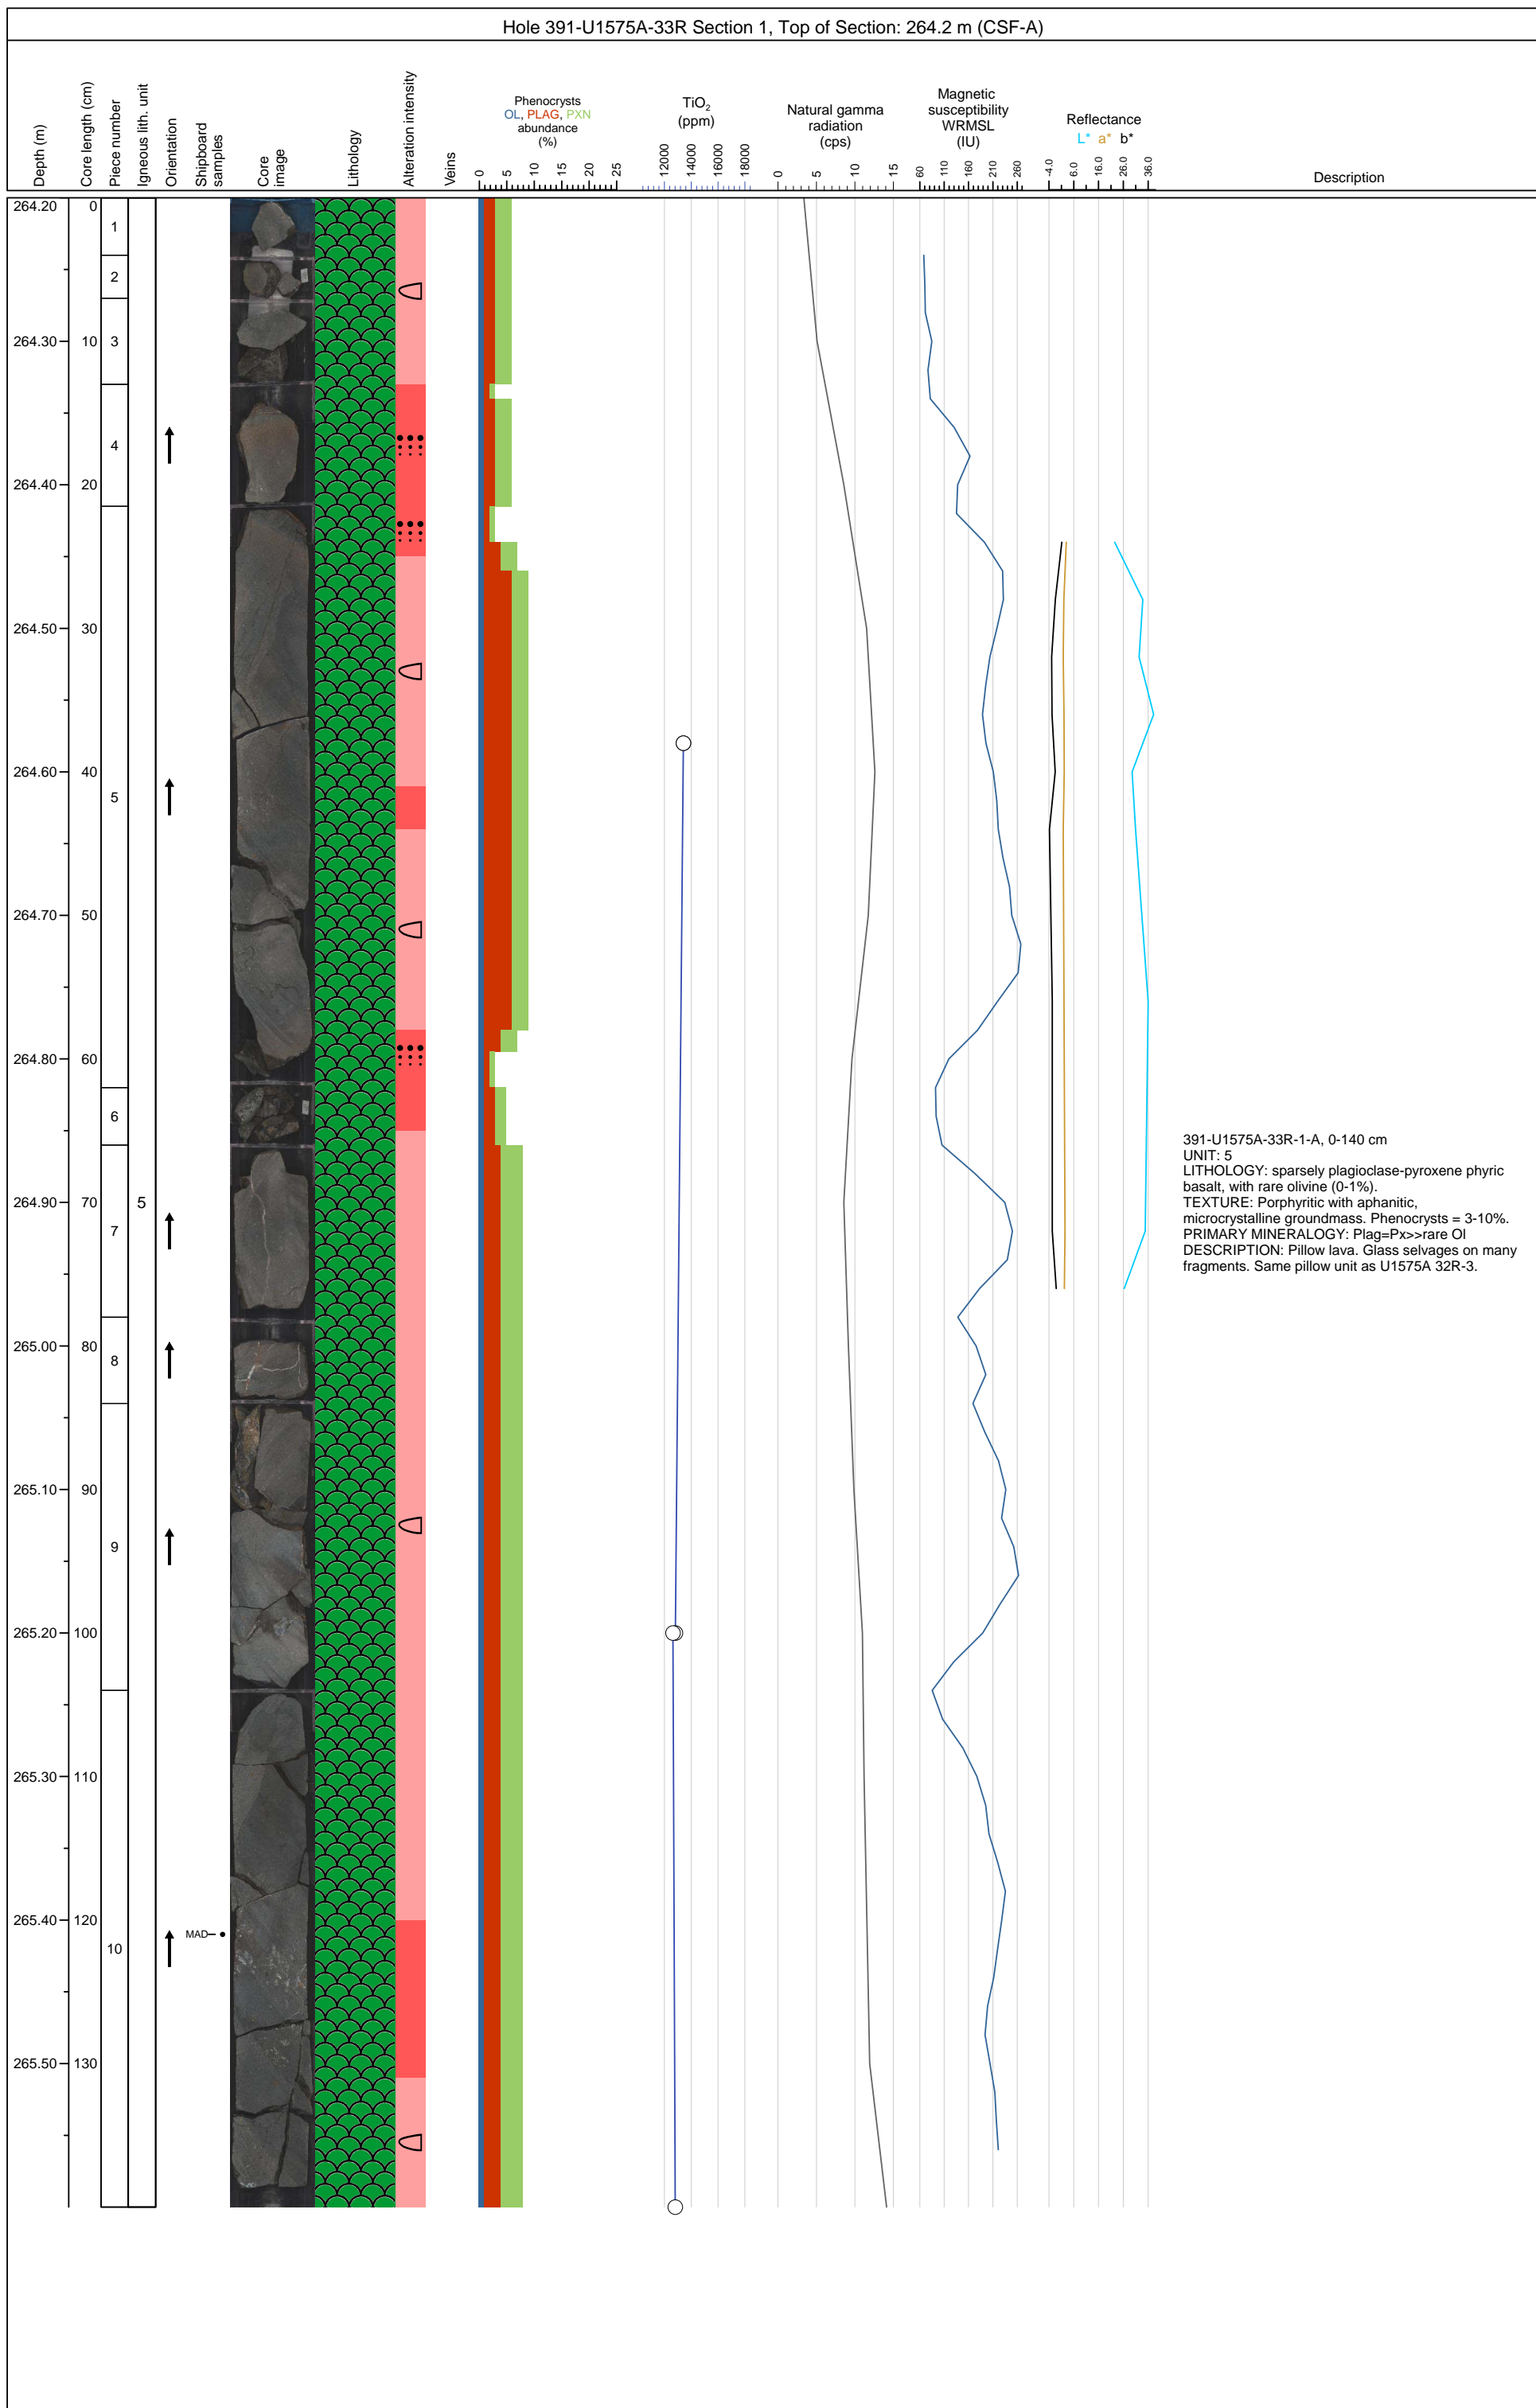 Hole 391-U1575A-33R Section 1, Top of Section: 264.2 m (CSF-A)
Depth (m)
Core length (cm)
Piece number
Igneous lith. unit
Orientation
Shipboard
samples
Core
image
Lithology
Alteration intensity
Veins
Phenocrysts
OL, PLAG, PXN
abundance
(%)
0 5 10 15 20 25
TiO2
(ppm)
12000 14000 16000 18000
Natural gamma
radiation
(cps)
0 5 10 15
Magnetic
susceptibility
WRMSL
(IU)
60 110 160 210 260
Reflectance
L* a* b*
-4.0 6.0 16.0 26.0 36.0
Description
264.20 0
1
2
264.30 10 3
4
264.40 20
264.50 30
264.60 40
5
264.70 50
264.80 60
6
264.90 70 5
7
265.00 80
8
265.10 90
9
265.20 100
265.30 110
265.40 120
MAD
10
265.50 130
391-U1575A-33R-1-A, 0-140 cm
UNIT: 5
LITHOLOGY: sparsely plagioclase-pyroxene phyric
basalt, with rare olivine (0-1%).
TEXTURE: Porphyritic with aphanitic,
microcrystalline groundmass. Phenocrysts = 3-10%.
PRIMARY MINERALOGY: Plag=Px>>rare Ol
DESCRIPTION: Pillow lava. Glass selvages on many
fragments. Same pillow unit as U1575A 32R-3.